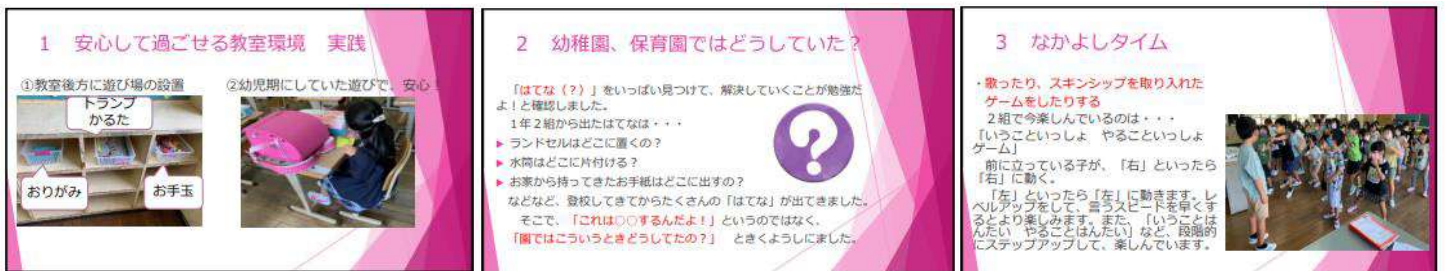 1 安心して過ごせる教室環境 実践
①教室後方に遊び場の設置
②幼児期にしていた遊びで、安心！
トランプ
かるた
おりがみ
お手玉
2 幼稚園、保育園ではどうしていた？
「はてな（？）」をいっぱい見つけて、解決していくことが勉強だ
よ！と確認しました。
1年2組から出たはてなは・・・
▶ ランドセルはどこに置くの？
▶ 水筒はどこに片付ける？
▶ お家から持ってきたお手紙はどこに出すの？
などなど、登校してきてからたくさんの「はてな」が出てきました。
そこで、「これは○○するんだよ！」というのではなく、
「園ではこういうときどうしてたの？」 ときくようしにました。
3 なかよしタイム
・歌ったり、スキンシップを取り入れた
ゲームをしたりする
2組で今楽しんでいるのは・・・
「いうこといっしょ やることいっしょ
ゲーム」
前に立っている子が、「右」といったら
「右」に動く。
「左」といったら「左」に動きます。レ
ベルアップをして、言うスピードを早くす
るとより楽しみます。また、「いうことは
んたい やることはんたい」など、段階的
にステップアップして、楽しんでいます。